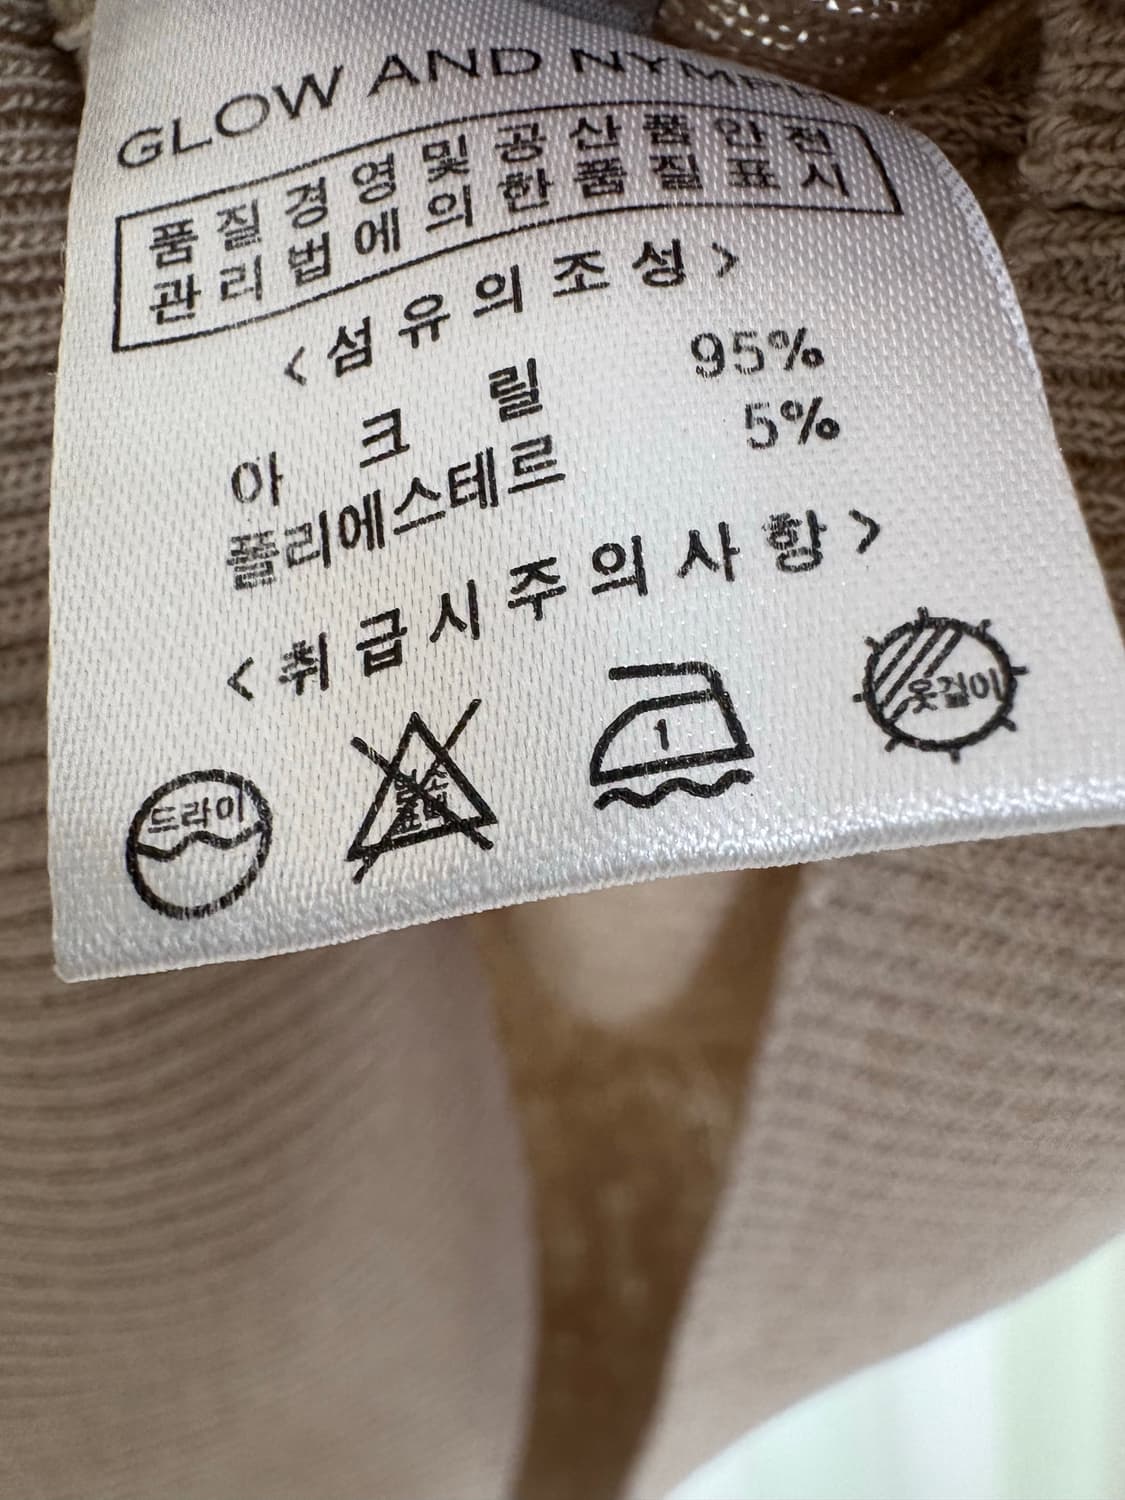 GLOW AND
품질경영및공산품안전
관리법에의한품질표시
<섬유의조성>
아크릴 95%
폴리에스테르 5%
<취급시주의사항>
드라이
1
옷걸이